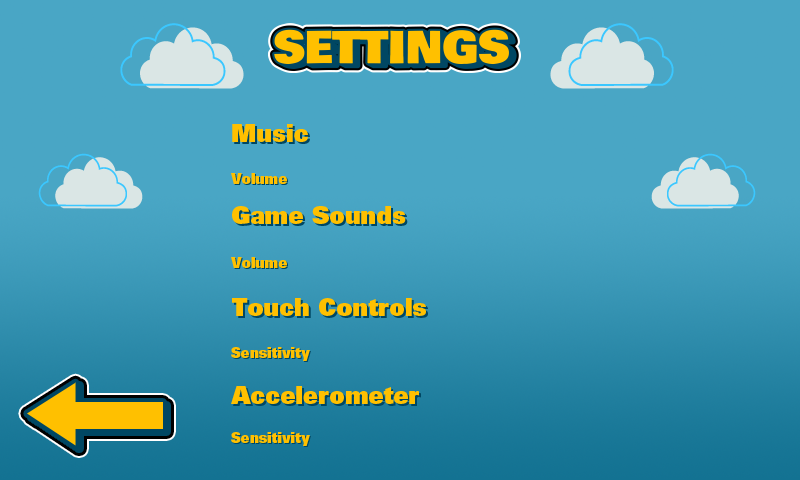 SETTINGS
Music
Volume
Game Sounds
Volume
Touch Controls
Sensitivity
Accelerometer
Sensitivity